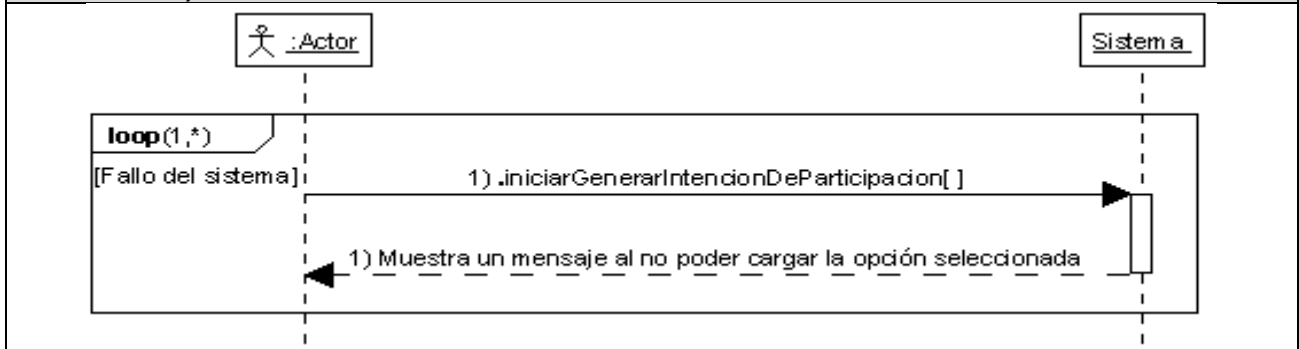 :Actor
Sistema
loop(1,*)
[Fallo del sistema]
1) .iniciarGenerarIntencionDeParticipacion[ ]
1) Muestra un mensaje al no poder cargar la opción seleccionada